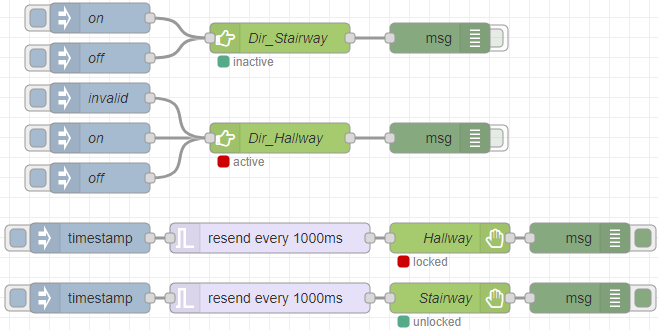 on
Dir_Stairway
msg
off
inactive
invalid
on
Dir_Hallway
msg
active
off
timestamp
resend every 1000ms
Hallway
msg
locked
timestamp
resend every 1000ms
Stairway
msg
unlocked